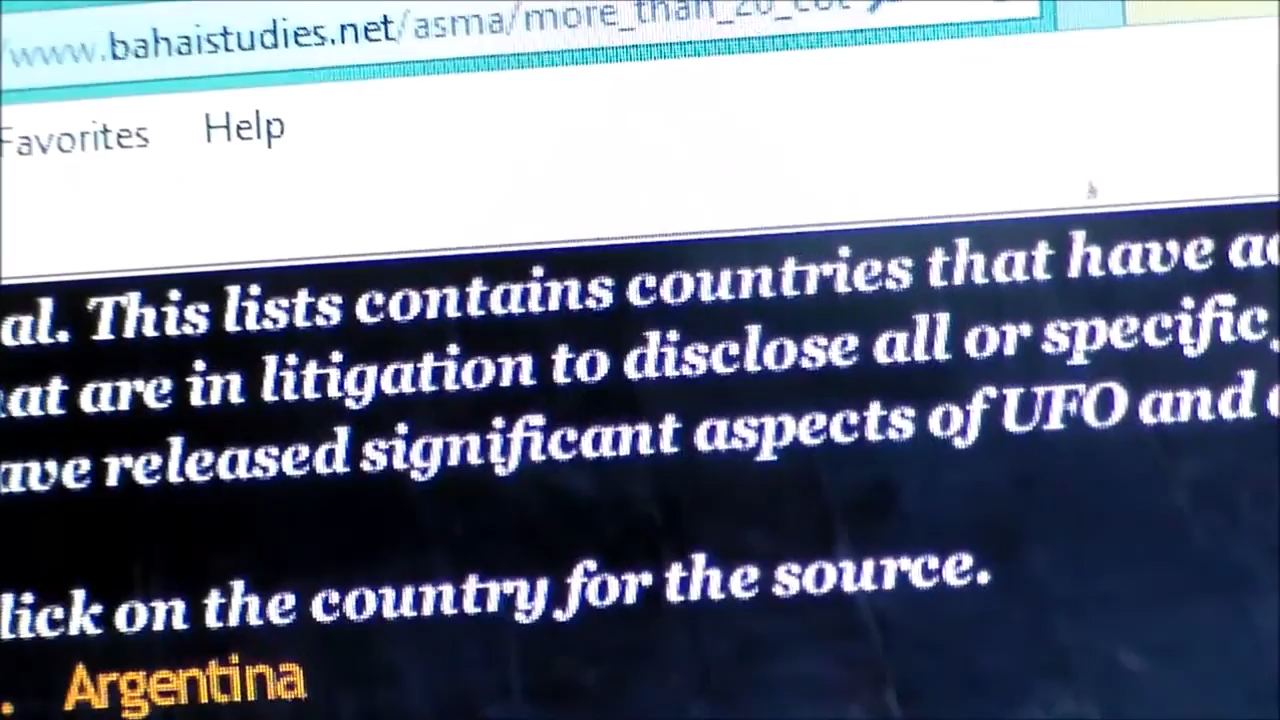 www.bahaistudies.net/asma/more_than_20_cou
Favorites Help
al. This lists contains countries that have
at are in litigation to disclose all or specific
ave released significant aspects of UFO and
lick on the country for the source.
. Argentina